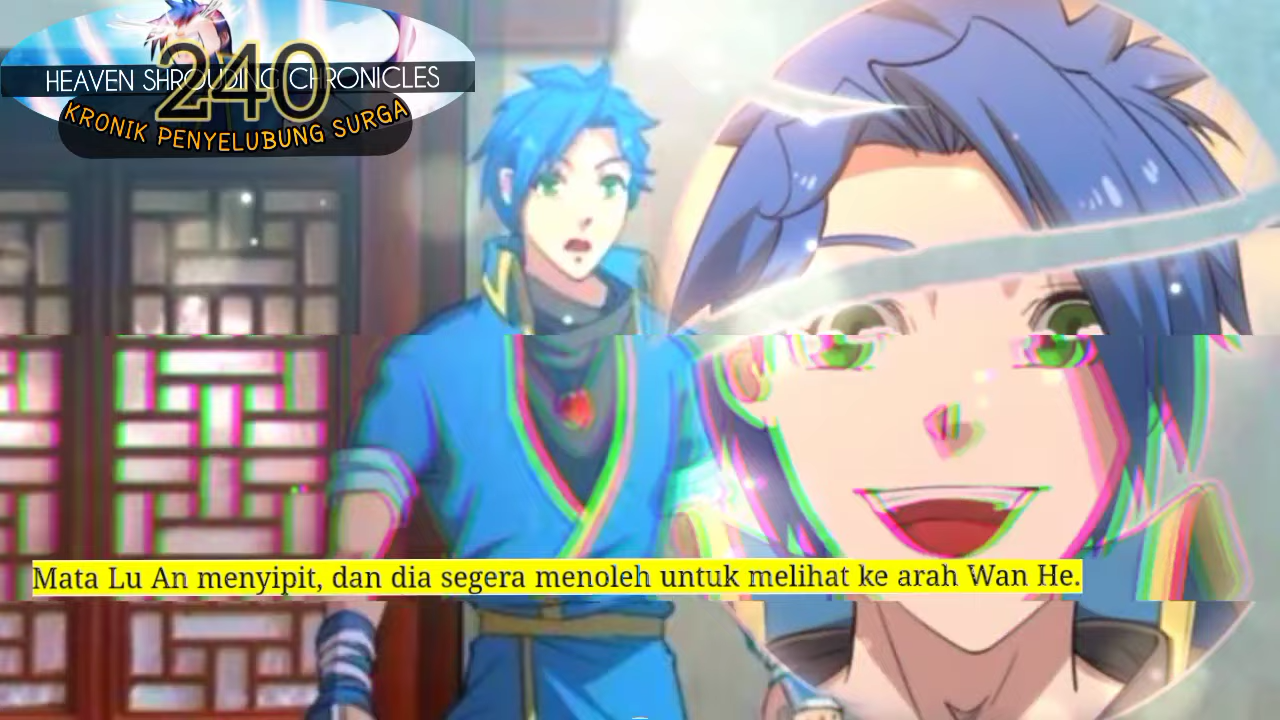 240
HEAVEN SHROUDING CHRONICLES
KRONIK PENYELUBUNG SURGA
Mata Lu An menyipit, dan dia segera menoleh untuk melihat ke arah Wan He.